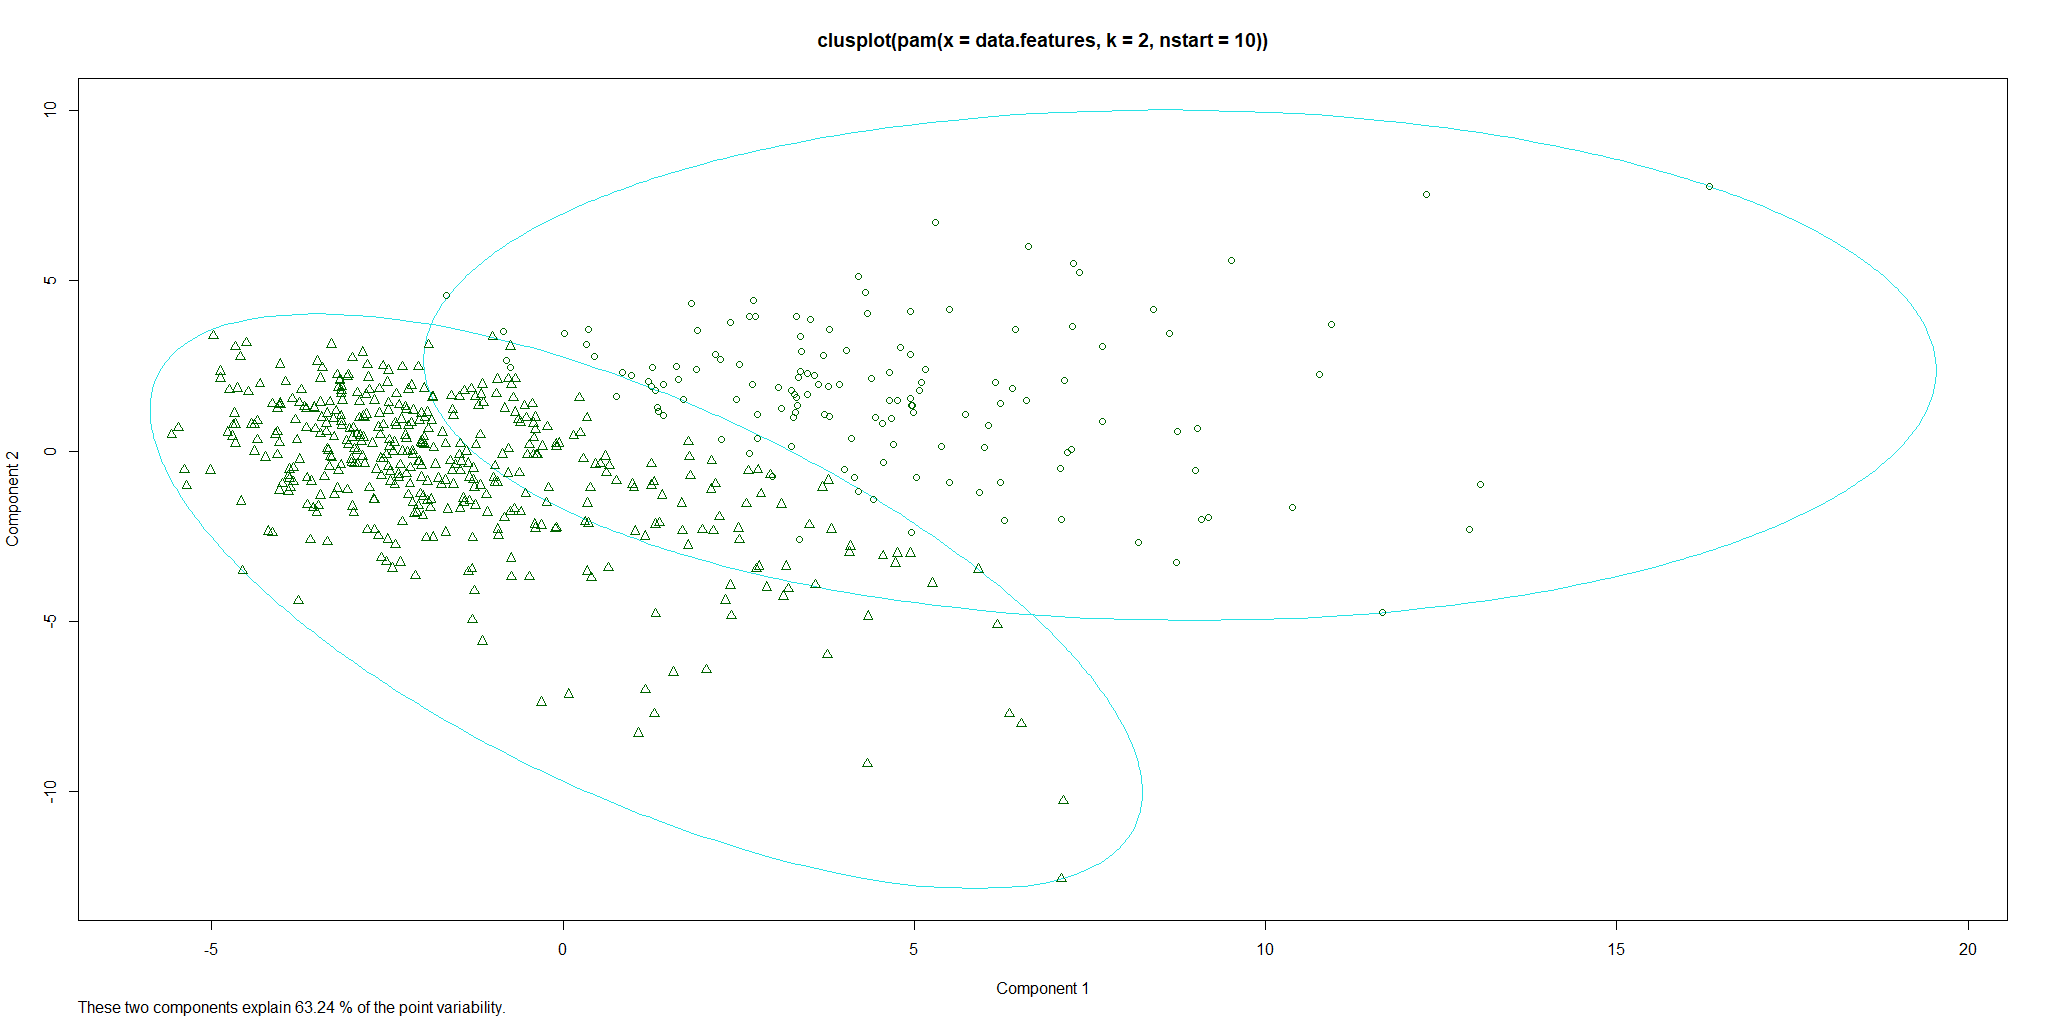 clusplot(pam(x = data.features, k = 2, nstart = 10))
10
5
0
-5
-10
Component 2
-5 0 5 10 15 20
Component 1
These two components explain 63.24 % of the point variability.